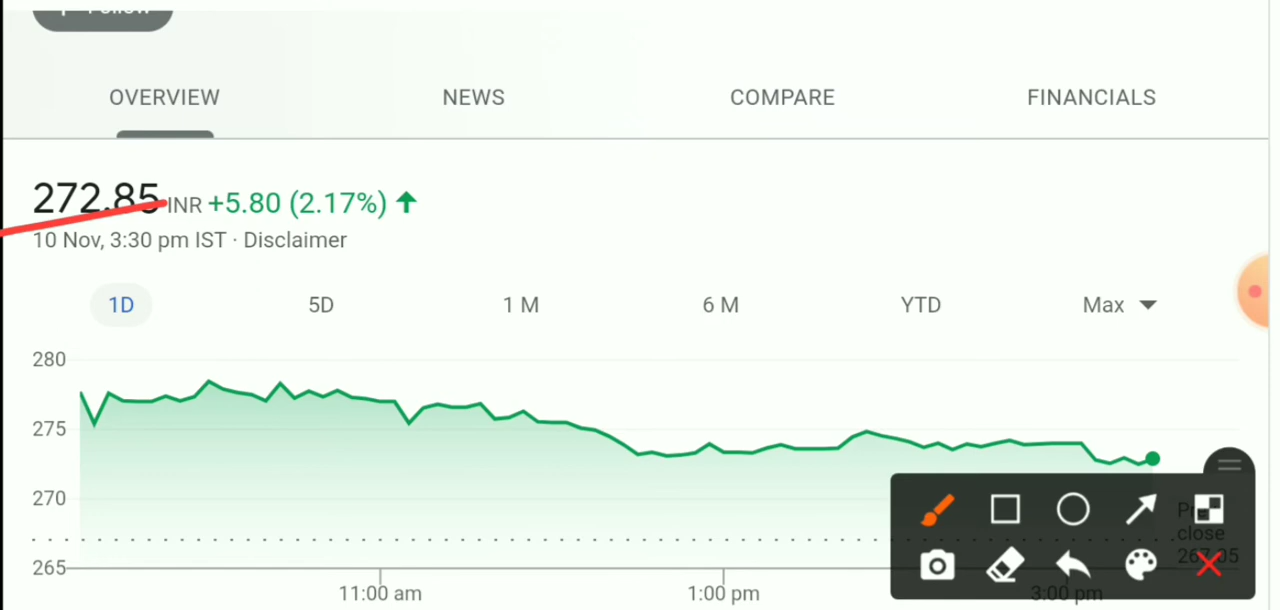 Follow
OVERVIEW NEWS COMPARE FINANCIALS
272.85 INR +5.80 (2.17%)
10 Nov, 3:30 pm IST · Disclaimer
1D 5D 1 M 6 M YTD Max
280
275
270
close
265
11:00 am 1:00 pm 3:00 pm